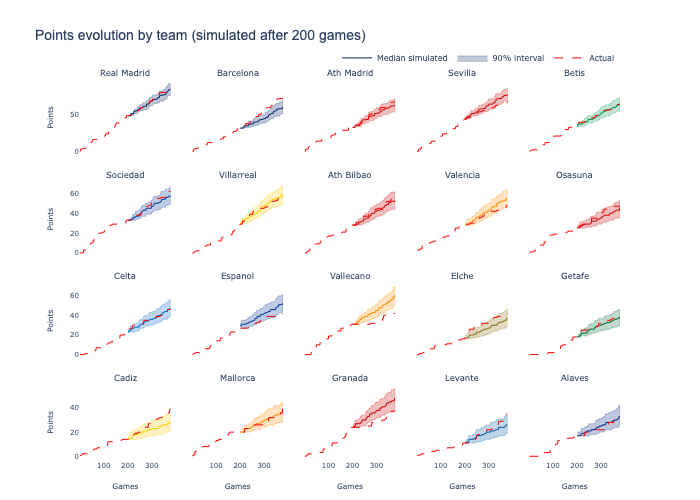 Points evolution by team (simulated after 200 games)
Median simulated 90% interval Actual
Real Madrid Barcelona Ath Madrid Sevilla Betis
Points
50
0
Sociedad Villarreal Ath Bilbao Valencia Osasuna
Points
60
40
20
0
Celta Espanol Vallecano Elche Getafe
Points
60
40
20
0
Cadiz Mallorca Granada Levante Alaves
Points
40
20
0
100 200 300 100 200 300 100 200 300 100 200 300 100 200 300
Games Games Games Games Games